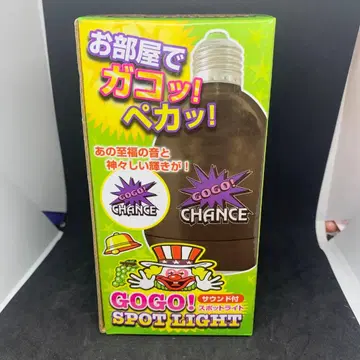 お部屋で
ガコッ!
ペカッ!
あの至福の音と
神々しい輝きが!
GOGO!
CHANCE
GOGO!
CHANCE
GOGO!
サウンド付
スポットライト
SPOT LIGHT